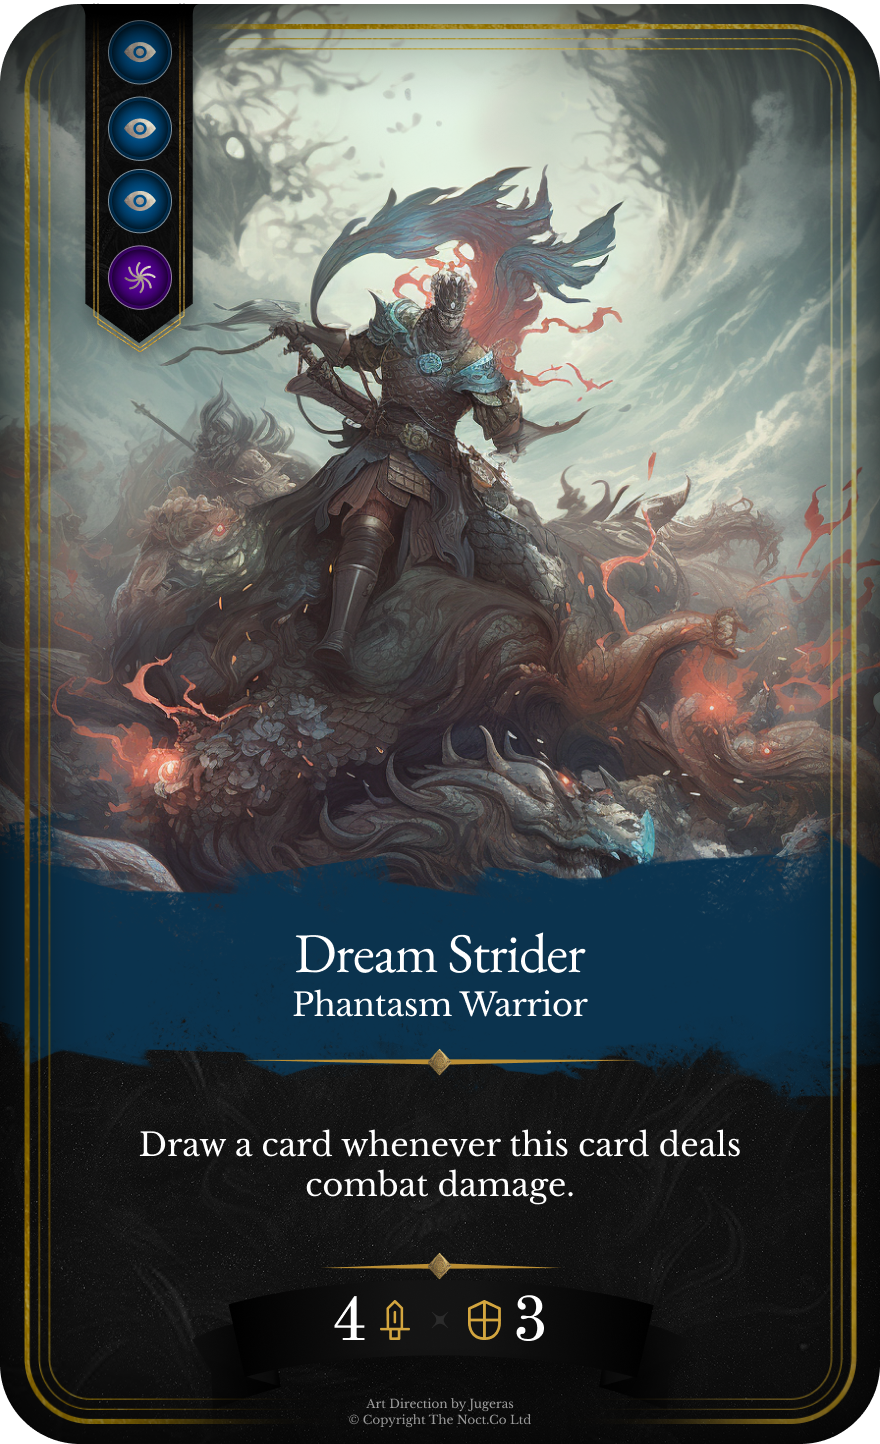 Dream Strider
Phantasm Warrior
Draw a card whenever this card deals
combat damage.
4 3
Art Direction by Jugeras
© Copyright The Noct.Co Ltd